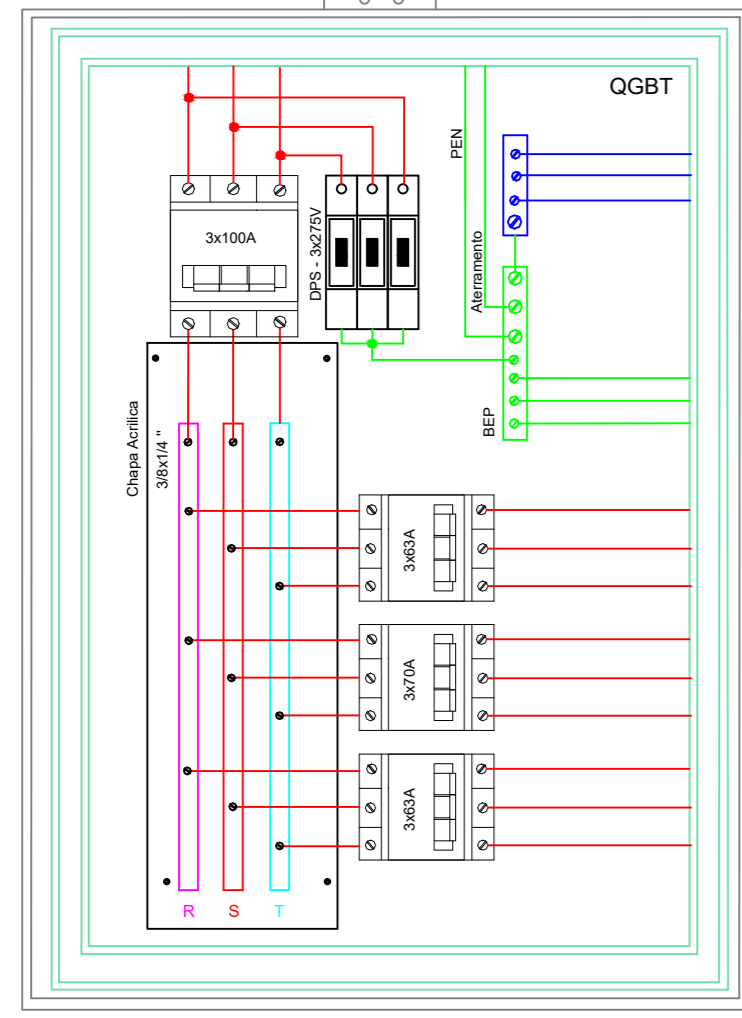 QGBT
PEN
3x100A
DPS - 3x275V
Aterramento
BEP
Chapa Acrílica
3/8x1/4 "
3x63A
3x70A
3x63A
R S T